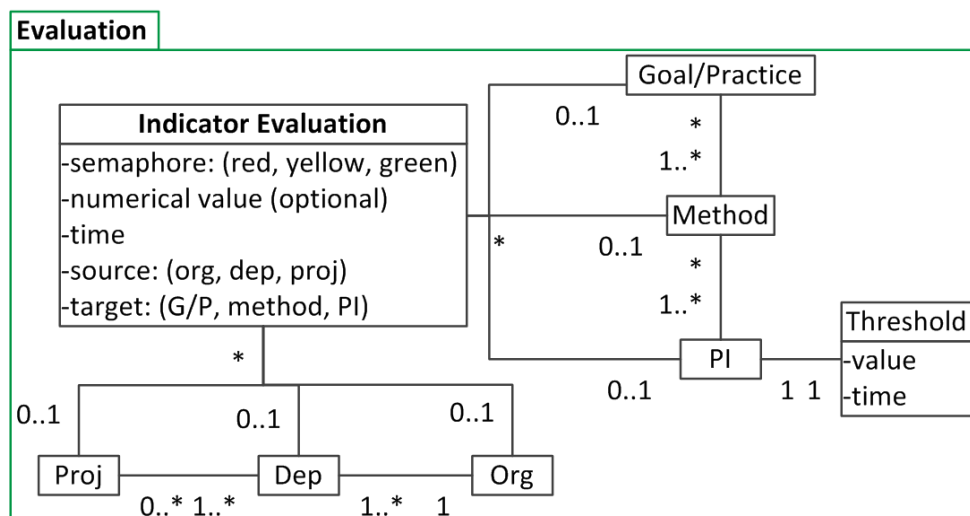 Evaluation
Goal/Practice
0..1
*
1..*
Indicator Evaluation
-semaphore: (red, yellow, green)
-numerical value (optional)
-time
-source: (org, dep, proj)
-target: (G/P, method, PI)
Method
*
0..1
*
1..*
PI
0..1
1 1
Threshold
-value
-time
*
0..1
0..1
0..1
Proj
Dep
Org
0..* 1..*
1..* 1